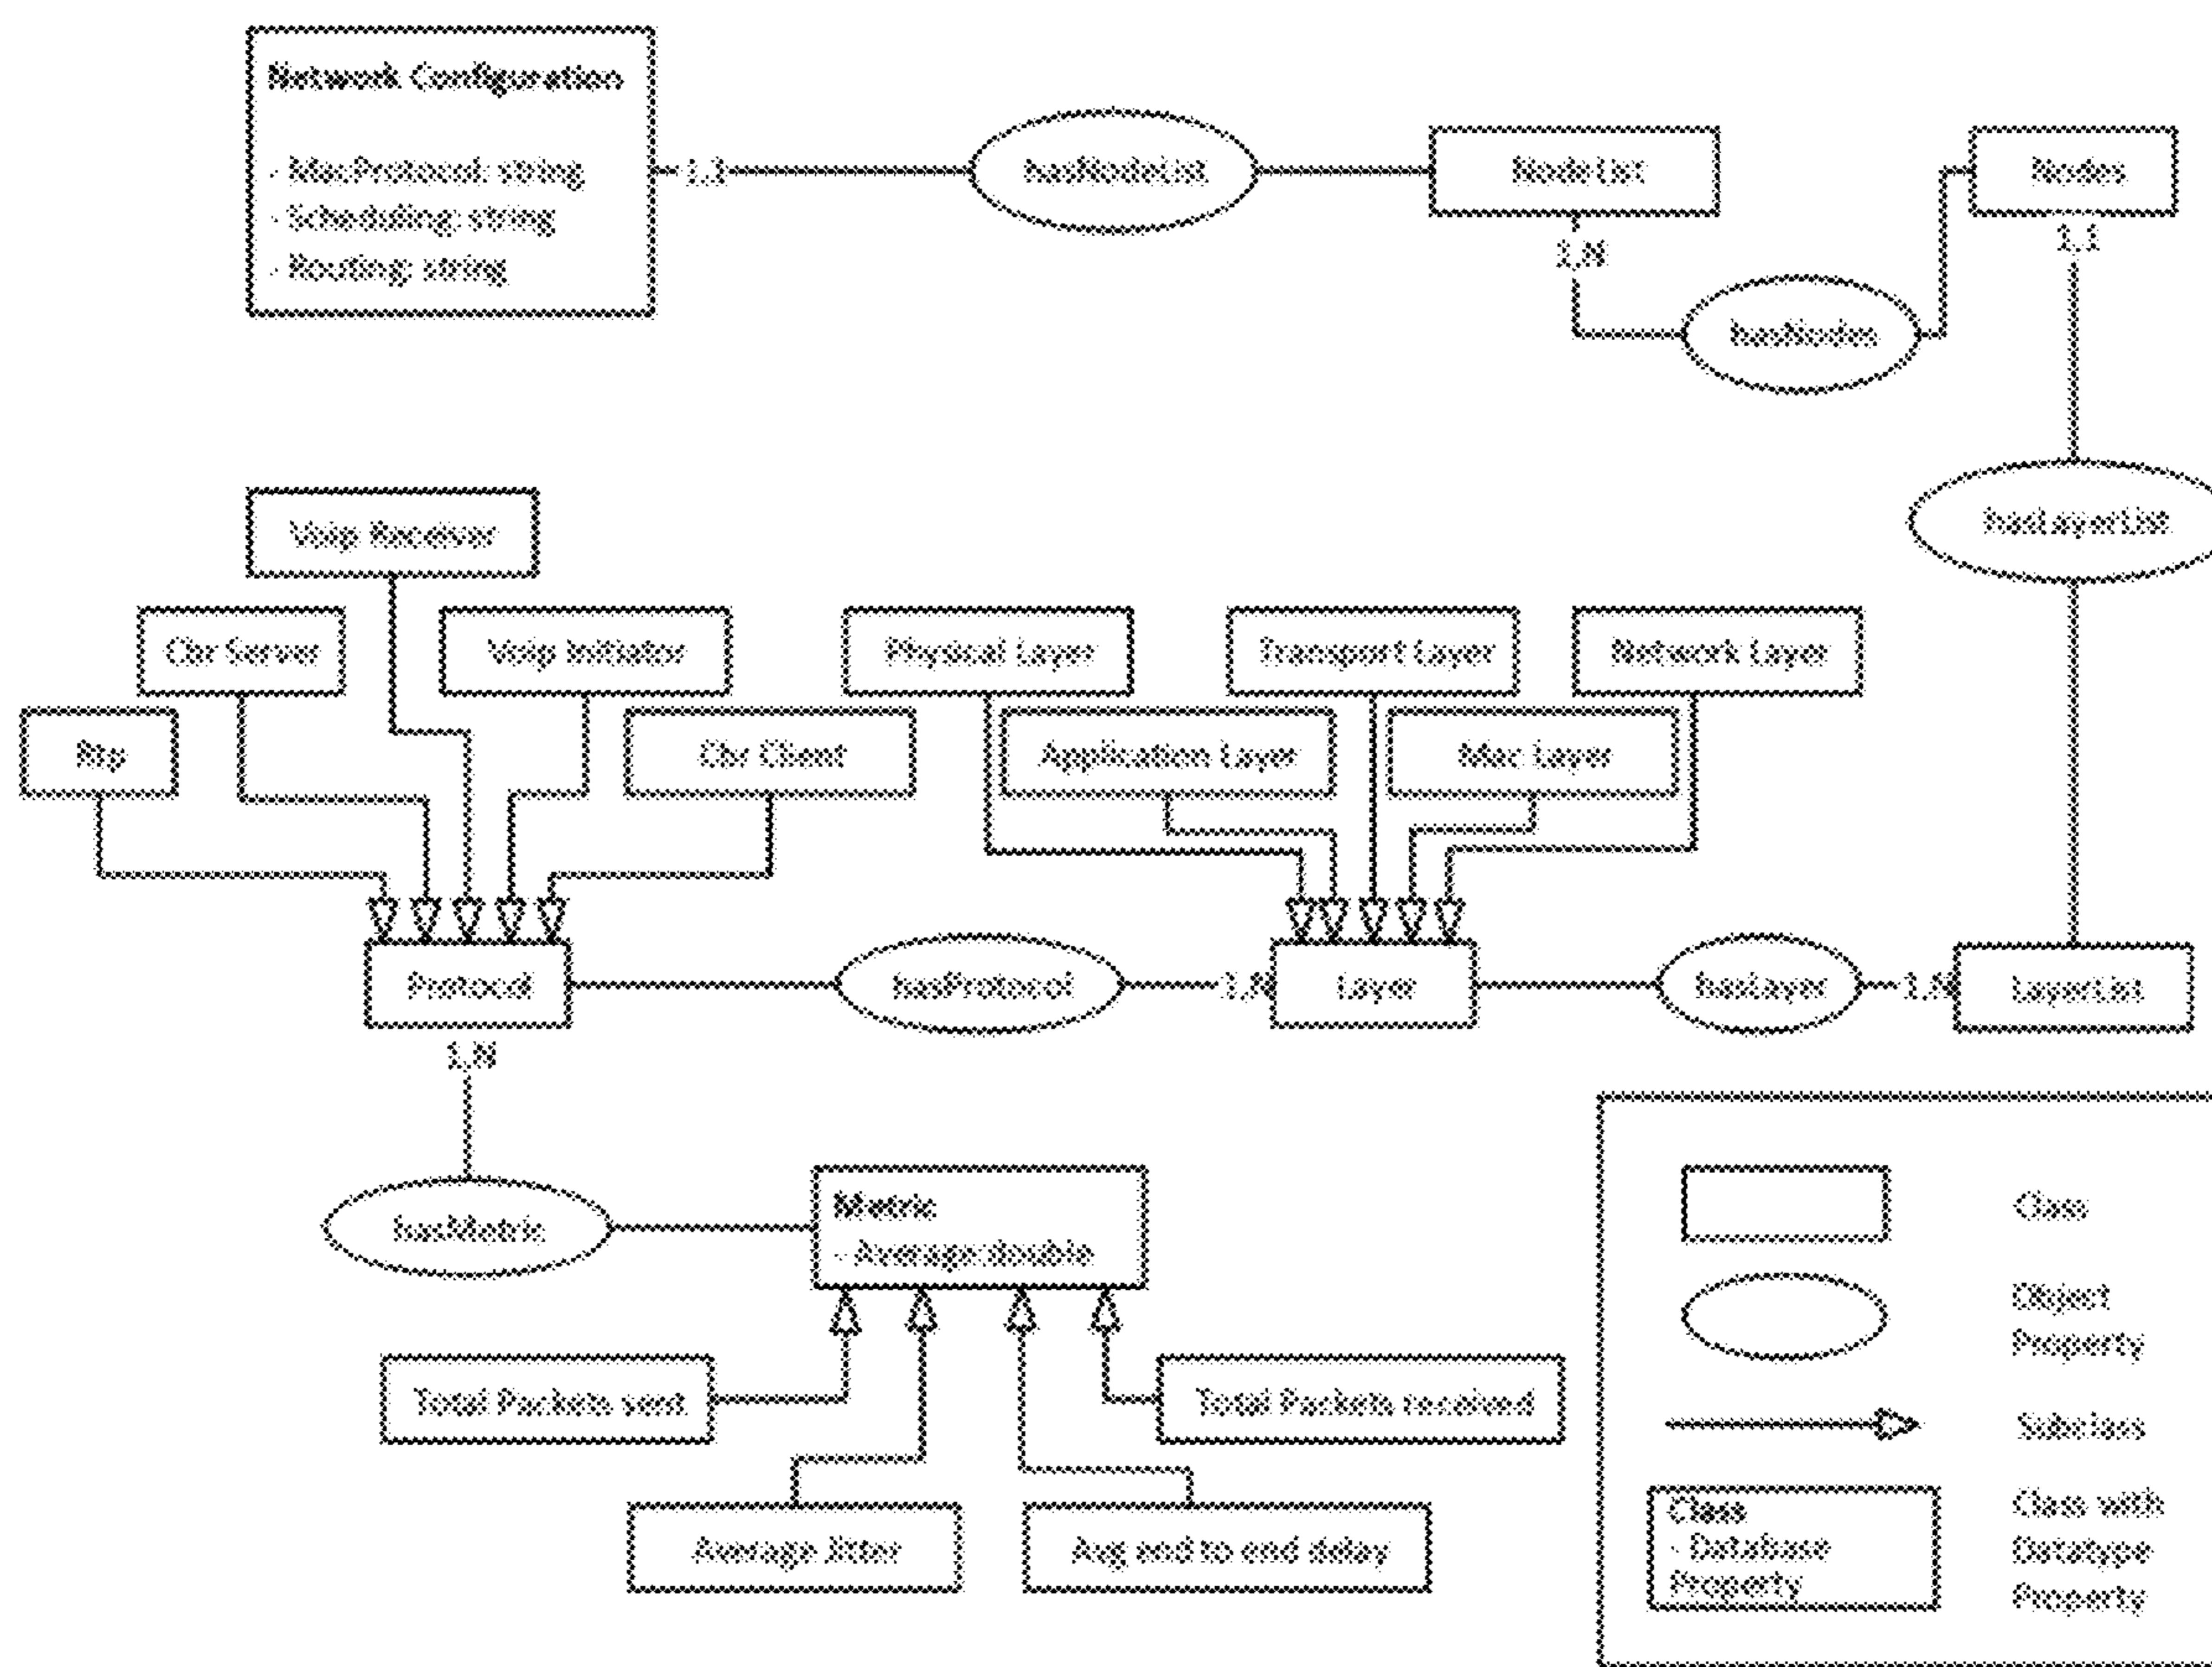 Network Configuration
- MacProtocol: string
- Scheduling: string
- Routing: string
1,1
hasNodeList
NodeList
Nodes
1,N
1,1
hasNodes
hasLayerList
Voip Receiver
Cbr Server
Voip Initiator
Physical Layer
Transport Layer
Network Layer
Rtp
Cbr Client
Application Layer
Mac Layer
Protocol
hasProtocol
1,N
Layer
hasLayer
1,N
LayerList
1,N
hasMetric
Metric
- Average:double
Total Packets sent
Total Packets received
Average Jitter
Avg end to end delay
Class
Object
Property
Subclass
Class
- Database
Property
Class with
Datatype
Property